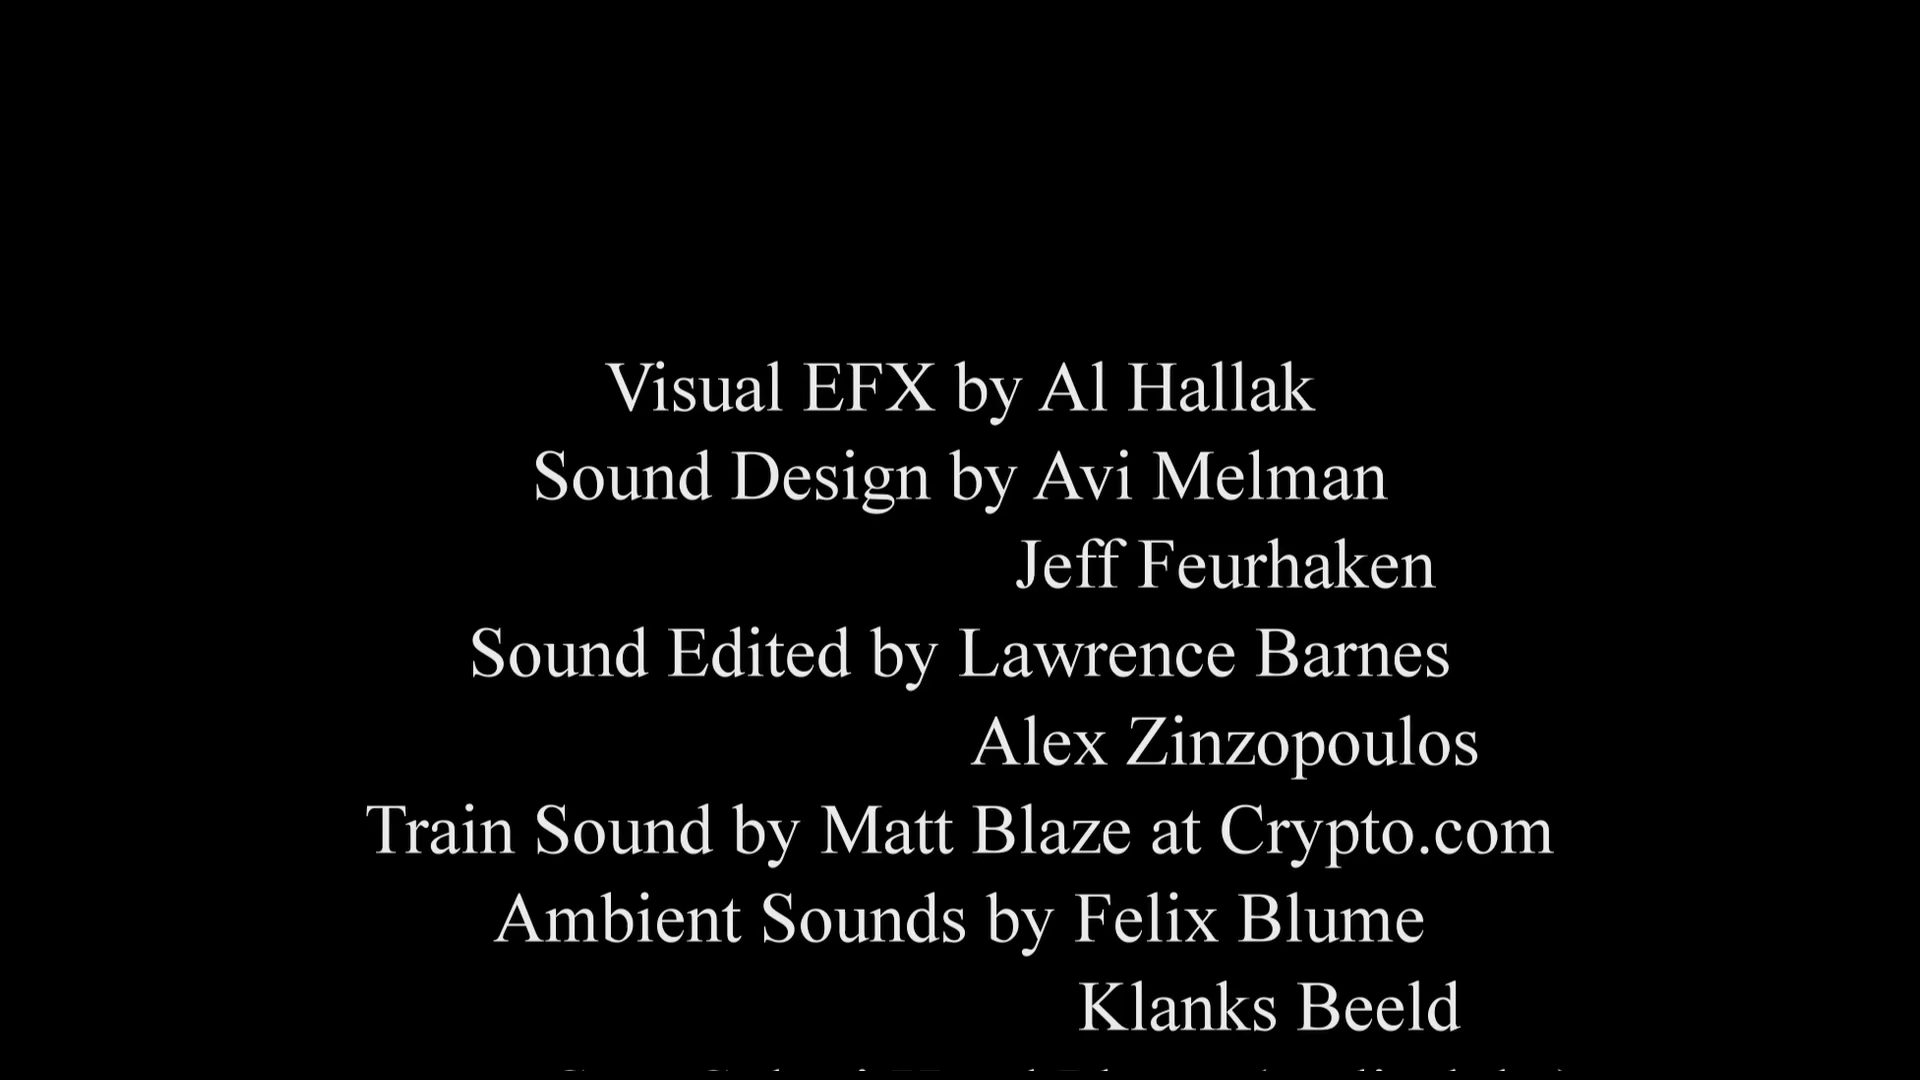 Visual EFX by Al Hallak
Sound Design by Avi Melman
Jeff Feurhaken
Sound Edited by Lawrence Barnes
Alex Zinzopoulos
Train Sound by Matt Blaze at Crypto.com
Ambient Sounds by Felix Blume
Klanks Beeld